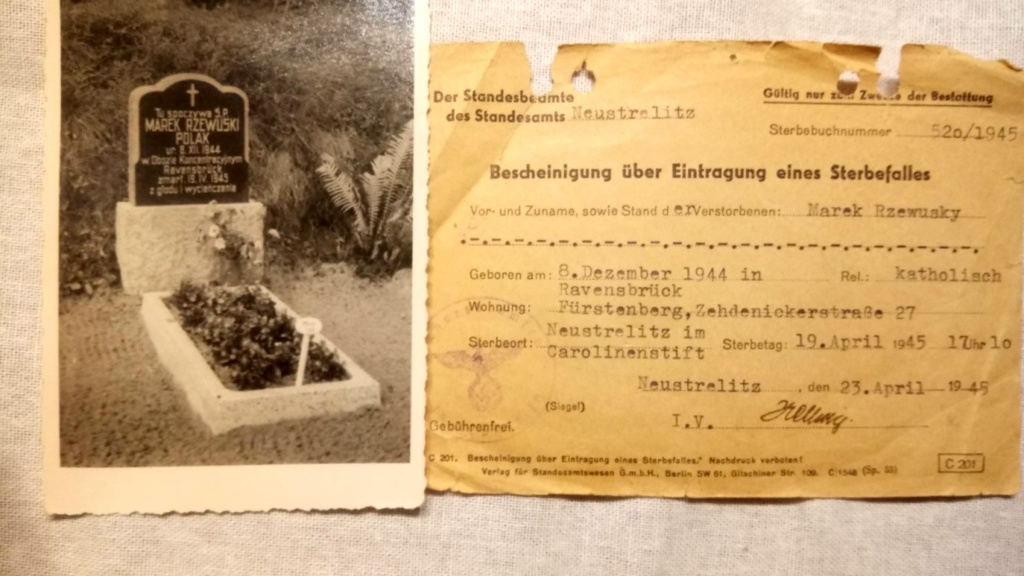 Tu spoczywa Ś.P.
MAREK RZEWUSKI
POLAK
ur. 8. XII. 1944
w Obozie Koncentracyjnym
Ravensbrück
zmarł 19. IV 1945
z głodu i wycieńczenia
Der Standesbeamte
des Standesamts Neustrelitz
Gültig nur zum Zwecke der Bestattung
Sterbebuchnummer 520/1945
Bescheinigung über Eintragung eines Sterbefalles
Vor- und Zuname, sowie Stand d er Verstorbenen: Marek Rzewusky
Geboren am: 8.Dezember 1944 in Rel.: katholisch
Ravensbrück
Wohnung: Fürstenberg, Zehdenickerstraße 27
Sterbeort: Neustrelitz im
Carolinenstift Sterbetag: 19.April 1945 17Uhr 10
Neustrelitz, den 23.April 1945
(Siegel)
Gebührenfrei. I.V.
C 201. Bescheinigung über Eintragung eines Sterbefalles. Nachdruck verboten!
Verlag für Standesamtswesen G.m.b.H., Berlin SW 61, Gitschiner Str. 109. C 1548
C 201